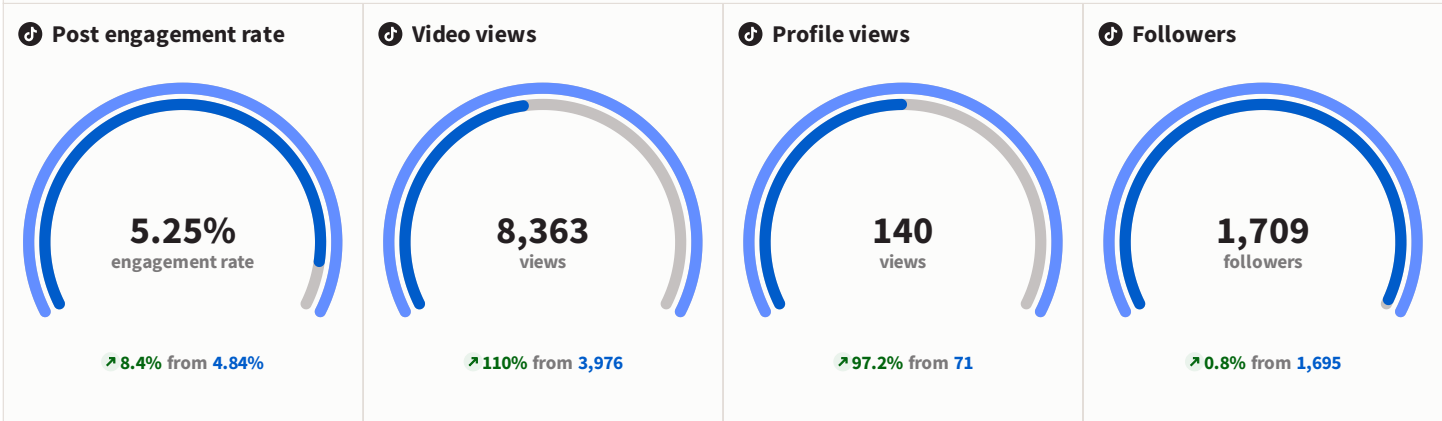 Post engagement rate
5.25%
engagement rate
8.4% from 4.84%
Video views
8,363
views
110% from 3,976
Profile views
140
views
97.2% from 71
Followers
1,709
followers
0.8% from 1,695